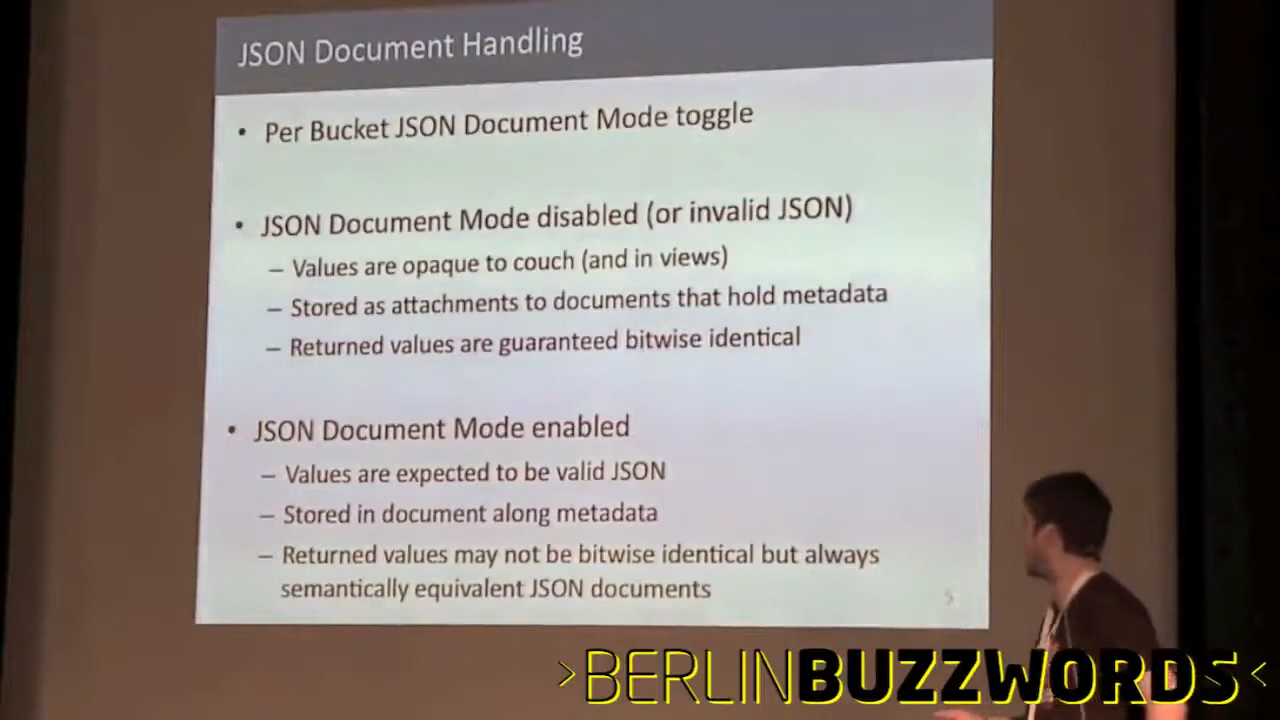 JSON Document Handling
• Per Bucket JSON Document Mode toggle
• JSON Document Mode disabled (or invalid JSON)
– Values are opaque to couch (and in views)
– Stored as attachments to documents that hold metadata
– Returned values are guaranteed bitwise identical
• JSON Document Mode enabled
– Values are expected to be valid JSON
– Stored in document along metadata
– Returned values may not be bitwise identical but always
semantically equivalent JSON documents
5
>BERLINBUZZWORDS<